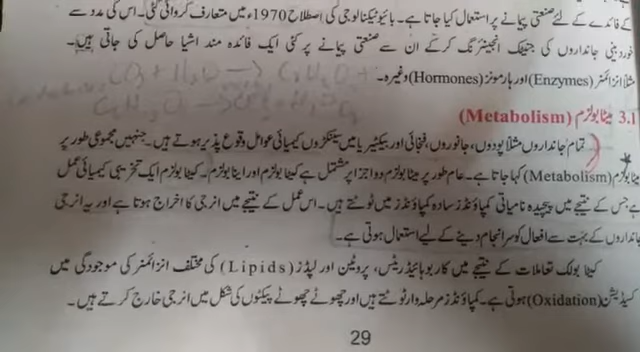 کے فائدے کے لئے صنعتی پیمانے پر استعمال کیا جاتا ہے۔ بائیوٹیکنالوجی کی اصطلاح 1970ء میں متعارف کروائی گئی۔ اس کی مدد سے
خوردبینی جانداروں کی جنیٹک انجینئرنگ کرکے ان سے صنعتی پیمانے پر کئی ایک فائدہ مند اشیا حاصل کی جاتی ہیں۔
مثلاً انزائمز (Enzymes) اور ہارمونز (Hormones) وغیرہ۔
3.1 میٹابولزم (Metabolism)
تمام جانداروں مثلاً پودوں، جانوروں، فنجائی اور بیکٹیریا میں سینکڑوں کیمیائی عوامل وقوع پذیر ہوتے ہیں۔ جنہیں مجموعی طور پر
میٹابولزم (Metabolism) کہا جاتا ہے۔ عام طور پر میٹابولزم دو اجزا پر مشتمل ہے کیٹابولزم اور اینابولزم۔ کیٹابولزم ایک تخریبی کیمیائی عمل
ہے جس کے نتیجے میں پیچیدہ نامیاتی کمپاؤنڈز سادہ کمپاؤنڈز میں ٹوٹتے ہیں۔ اس عمل کے نتیجے میں انرجی کا اخراج ہوتا ہے اور یہ انرجی
جانداروں کے بہت سے افعال کو سرانجام دینے کے لیے استعمال ہوتی ہے۔
کیٹابولک تعاملات کے نتیجے میں کاربوہائیڈریٹس، پروٹین اور لپڈز (Lipids) کی مختلف انزائمز کی موجودگی میں
کسیڈیشن (Oxidation) ہوتی ہے۔ کمپاؤنڈز مرحلہ وار ٹوٹتے ہیں اور چھوٹے چھوٹے پیکٹوں کی شکل میں انرجی خارج کرتے ہیں۔
29